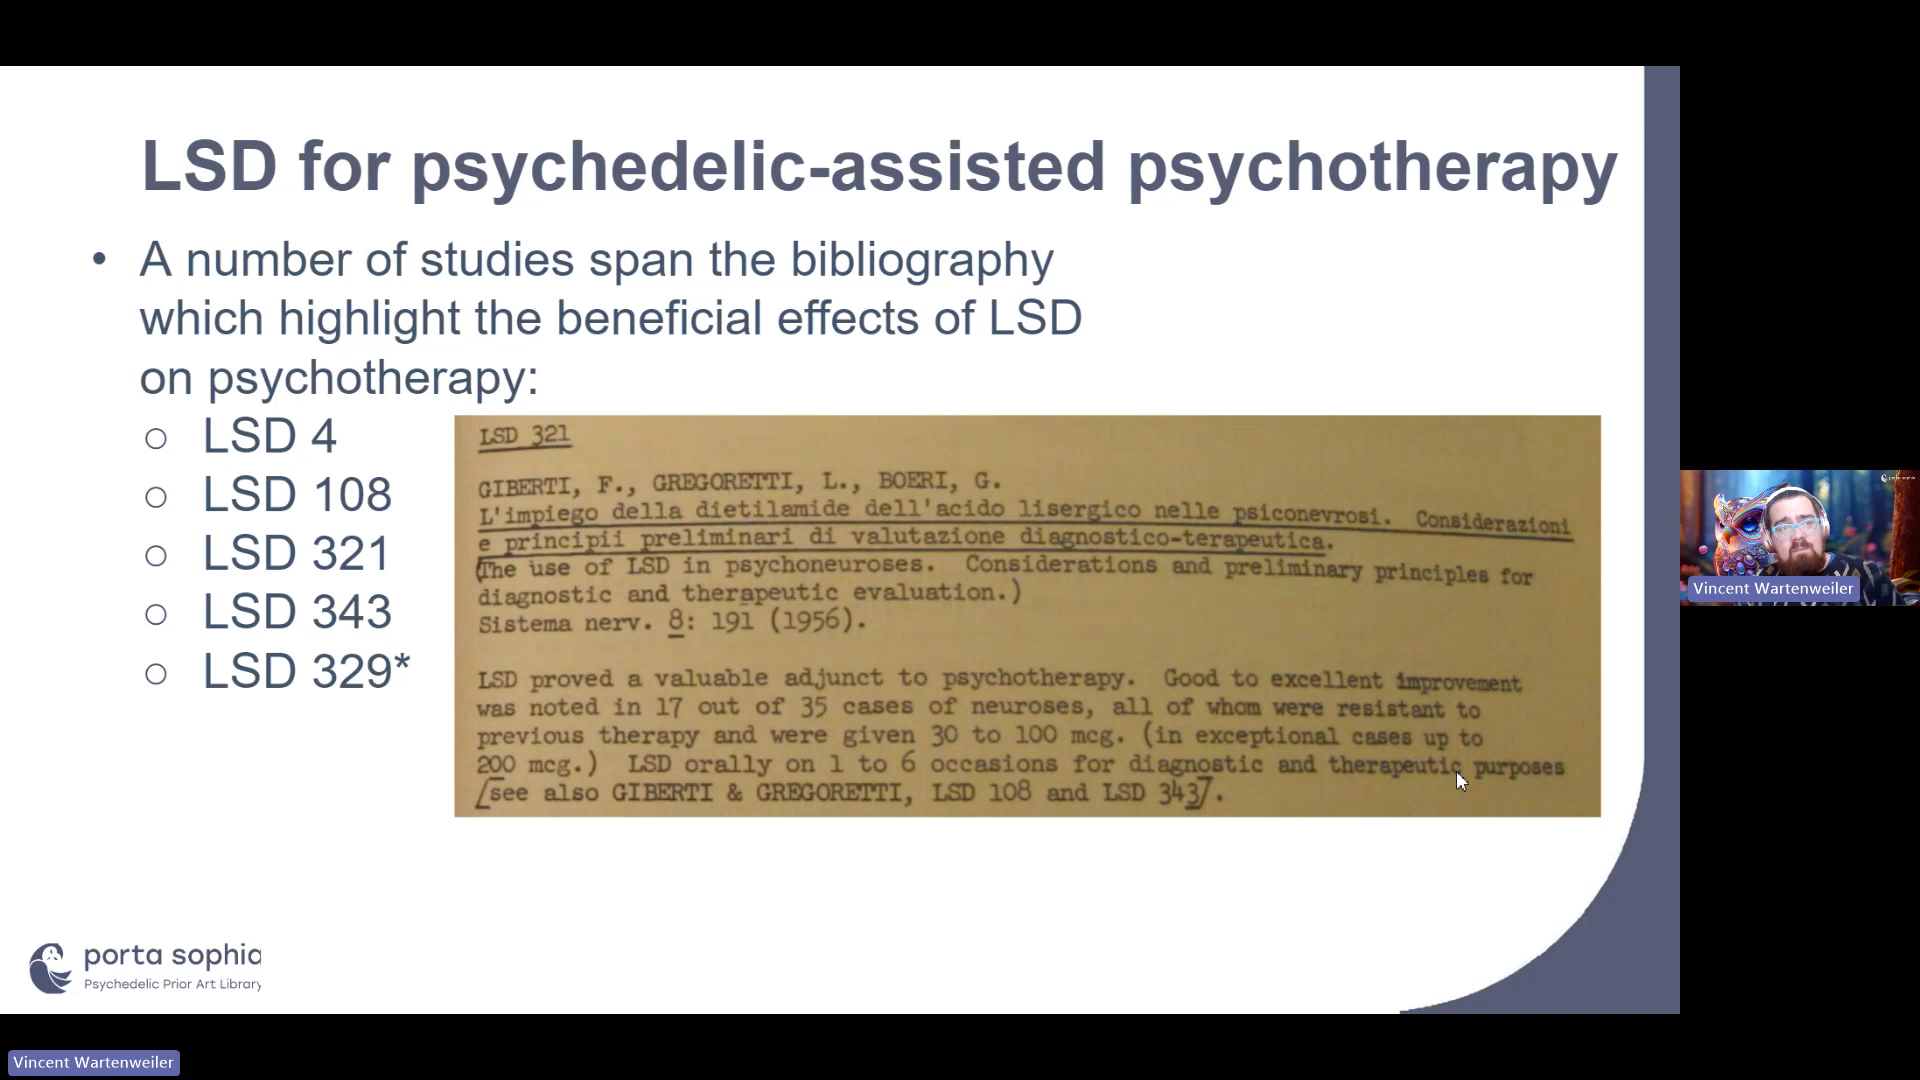 LSD for psychedelic-assisted psychotherapy
• A number of studies span the bibliography
which highlight the beneficial effects of LSD
on psychotherapy:
○ LSD 4
○ LSD 108
○ LSD 321
○ LSD 343
○ LSD 329*
LSD 321
GIBERTI, F., GREGORETTI, L., BOERI, G.
L'impiego della dietilamide dell'acido lisergico nelle psiconevrosi. Considerazioni
e principii preliminari di valutazione diagnostico-terapeutica.
(The use of LSD in psychoneuroses. Considerations and preliminary principles for
diagnostic and therapeutic evaluation.)
Sistema nerv. 8: 191 (1956).
LSD proved a valuable adjunct to psychotherapy. Good to excellent improvement
was noted in 17 out of 35 cases of neuroses, all of whom were resistant to
previous therapy and were given 30 to 100 mcg. (in exceptional cases up to
200 mcg.) LSD orally on 1 to 6 occasions for diagnostic and therapeutic purposes
[see also GIBERTI & GREGORETTI, LSD 108 and LSD 343].
porta sophia
Psychedelic Prior Art Library
porta sophia
Vincent Wartenweiler
Vincent Wartenweiler